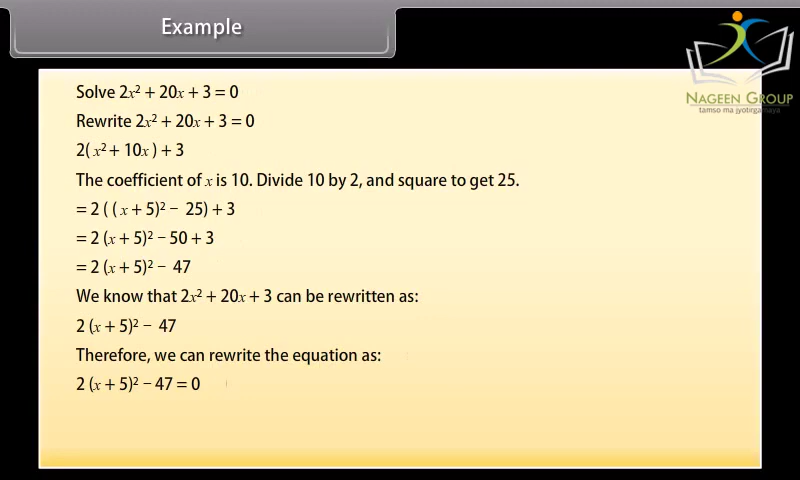 Example
NAGEEN GROUP
tamso ma jyotirgamaya
Solve 2x² + 20x + 3 = 0
Rewrite 2x² + 20x + 3 = 0
2( x² + 10x ) + 3
The coefficient of x is 10. Divide 10 by 2, and square to get 25.
= 2 ( ( x + 5)² − 25) + 3
= 2 (x + 5)² − 50 + 3
= 2 (x + 5)² − 47
We know that 2x² + 20x + 3 can be rewritten as:
2 (x + 5)² − 47
Therefore, we can rewrite the equation as:
2 (x + 5)² − 47 = 0